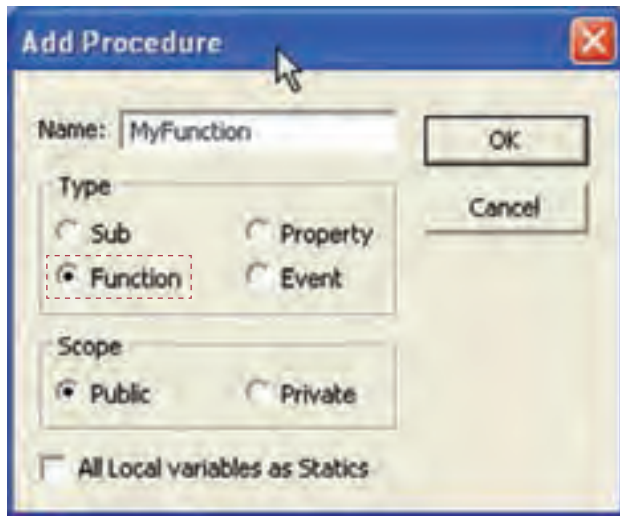 Add Procedure
Name: MyFunction
OK
Type
Cancel
Sub Property
Function Event
Scope
Public Private
All Local variables as Statics